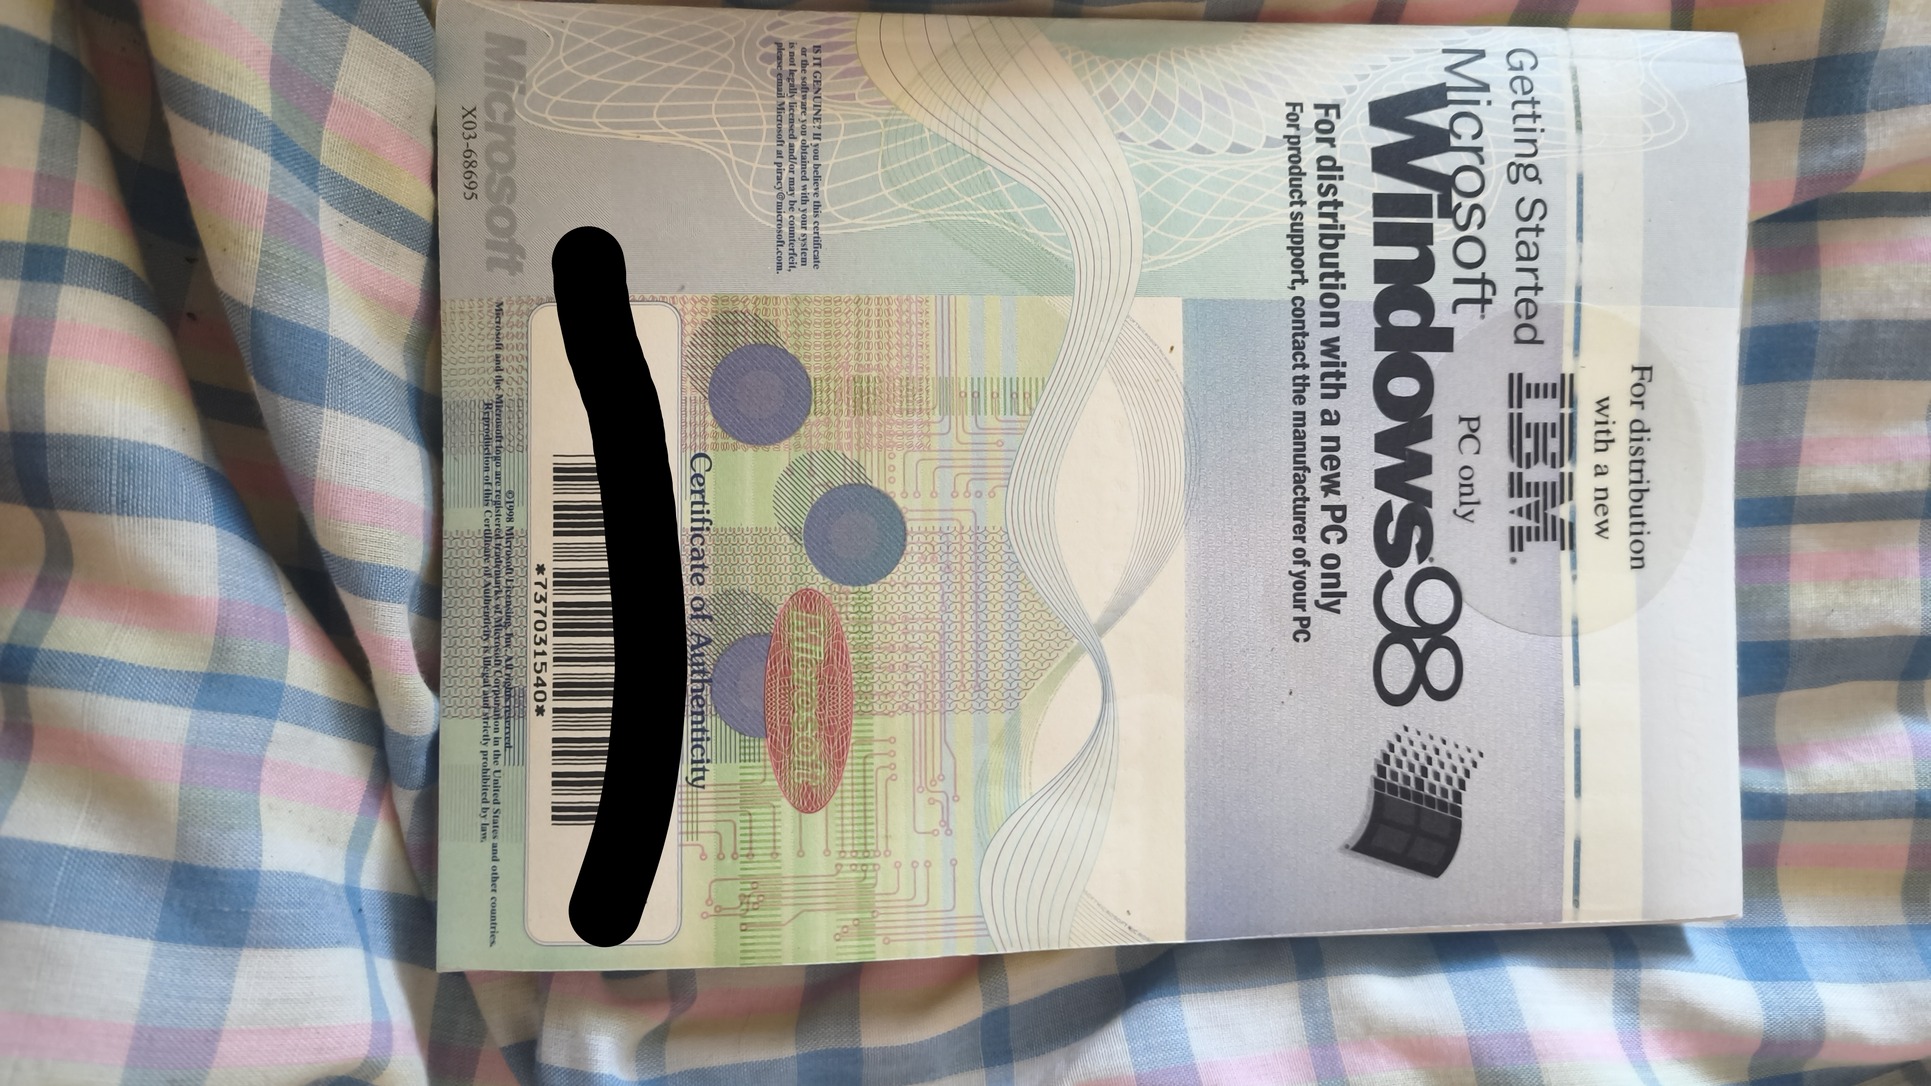 For distribution
with a new
IBM.
PC only
Getting Started
Microsoft®
Windows®98
For distribution with a new PC only
For product support, contact the manufacturer of your PC
IS IT GENUINE? If you believe this certificate
or the software you obtained with your system
is not legally licensed and/or may be counterfeit,
please email Microsoft at piracy@microsoft.com.
Microsoft
Certificate of Authenticity
*737031540*
©1998 Microsoft Licensing, Inc. All rights reserved.
Microsoft and the Microsoft logo are registered trademarks of Microsoft Corporation in the United States and other countries.
Reproduction of this Certificate of Authenticity is illegal and strictly prohibited by law.
Microsoft
X03-68695